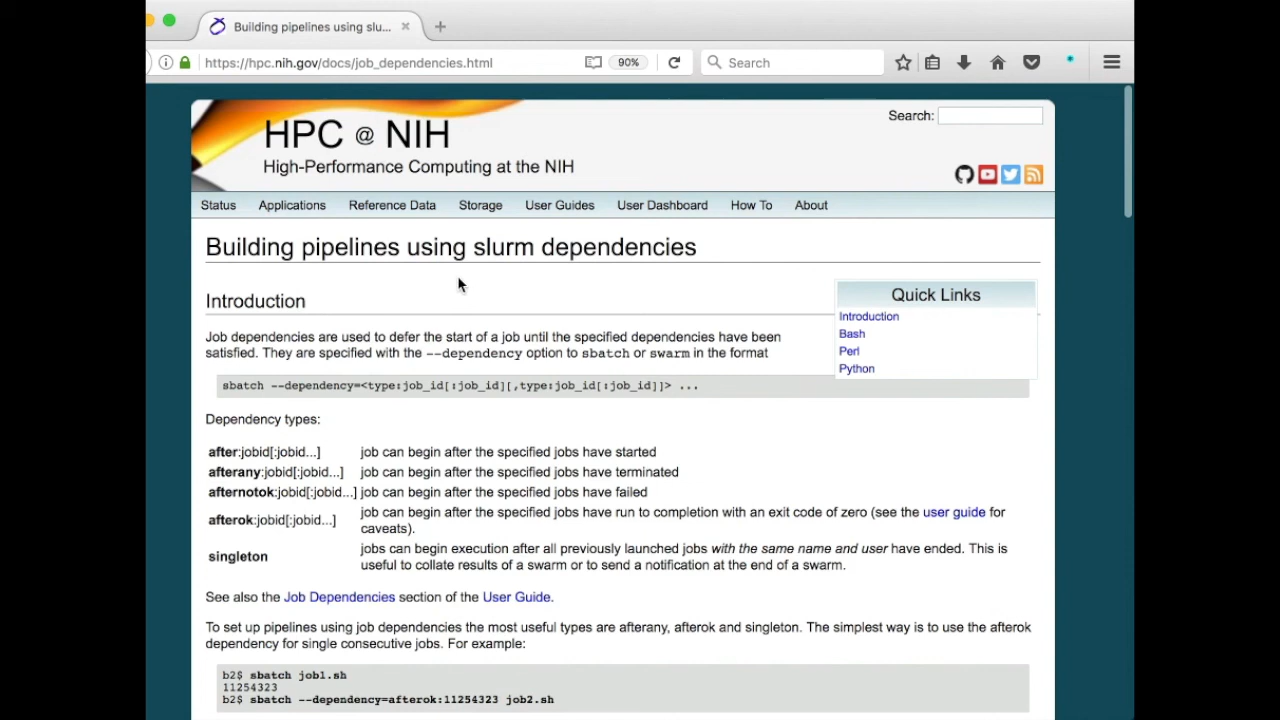 Building pipelines using slu...
https://hpc.nih.gov/docs/job_dependencies.html
90%
Search
HPC @ NIH
High-Performance Computing at the NIH
Search:
Status Applications Reference Data Storage User Guides User Dashboard How To About
Building pipelines using slurm dependencies
Introduction
Quick Links
Introduction
Bash
Perl
Python
Job dependencies are used to defer the start of a job until the specified dependencies have been
satisfied. They are specified with the --dependency option to sbatch or swarm in the format
sbatch --dependency=<type:job_id[:job_id][,type:job_id[:job_id]]> ...
Dependency types:
after:jobid[:jobid...] job can begin after the specified jobs have started
afterany:jobid[:jobid...] job can begin after the specified jobs have terminated
afternotok:jobid[:jobid...] job can begin after the specified jobs have failed
afterok:jobid[:jobid...] job can begin after the specified jobs have run to completion with an exit code of zero (see the user guide for
caveats).
singleton jobs can begin execution after all previously launched jobs with the same name and user have ended. This is
useful to collate results of a swarm or to send a notification at the end of a swarm.
See also the Job Dependencies section of the User Guide.
To set up pipelines using job dependencies the most useful types are afterany, afterok and singleton. The simplest way is to use the afterok
dependency for single consecutive jobs. For example:
b2$ sbatch job1.sh
11254323
b2$ sbatch --dependency=afterok:11254323 job2.sh